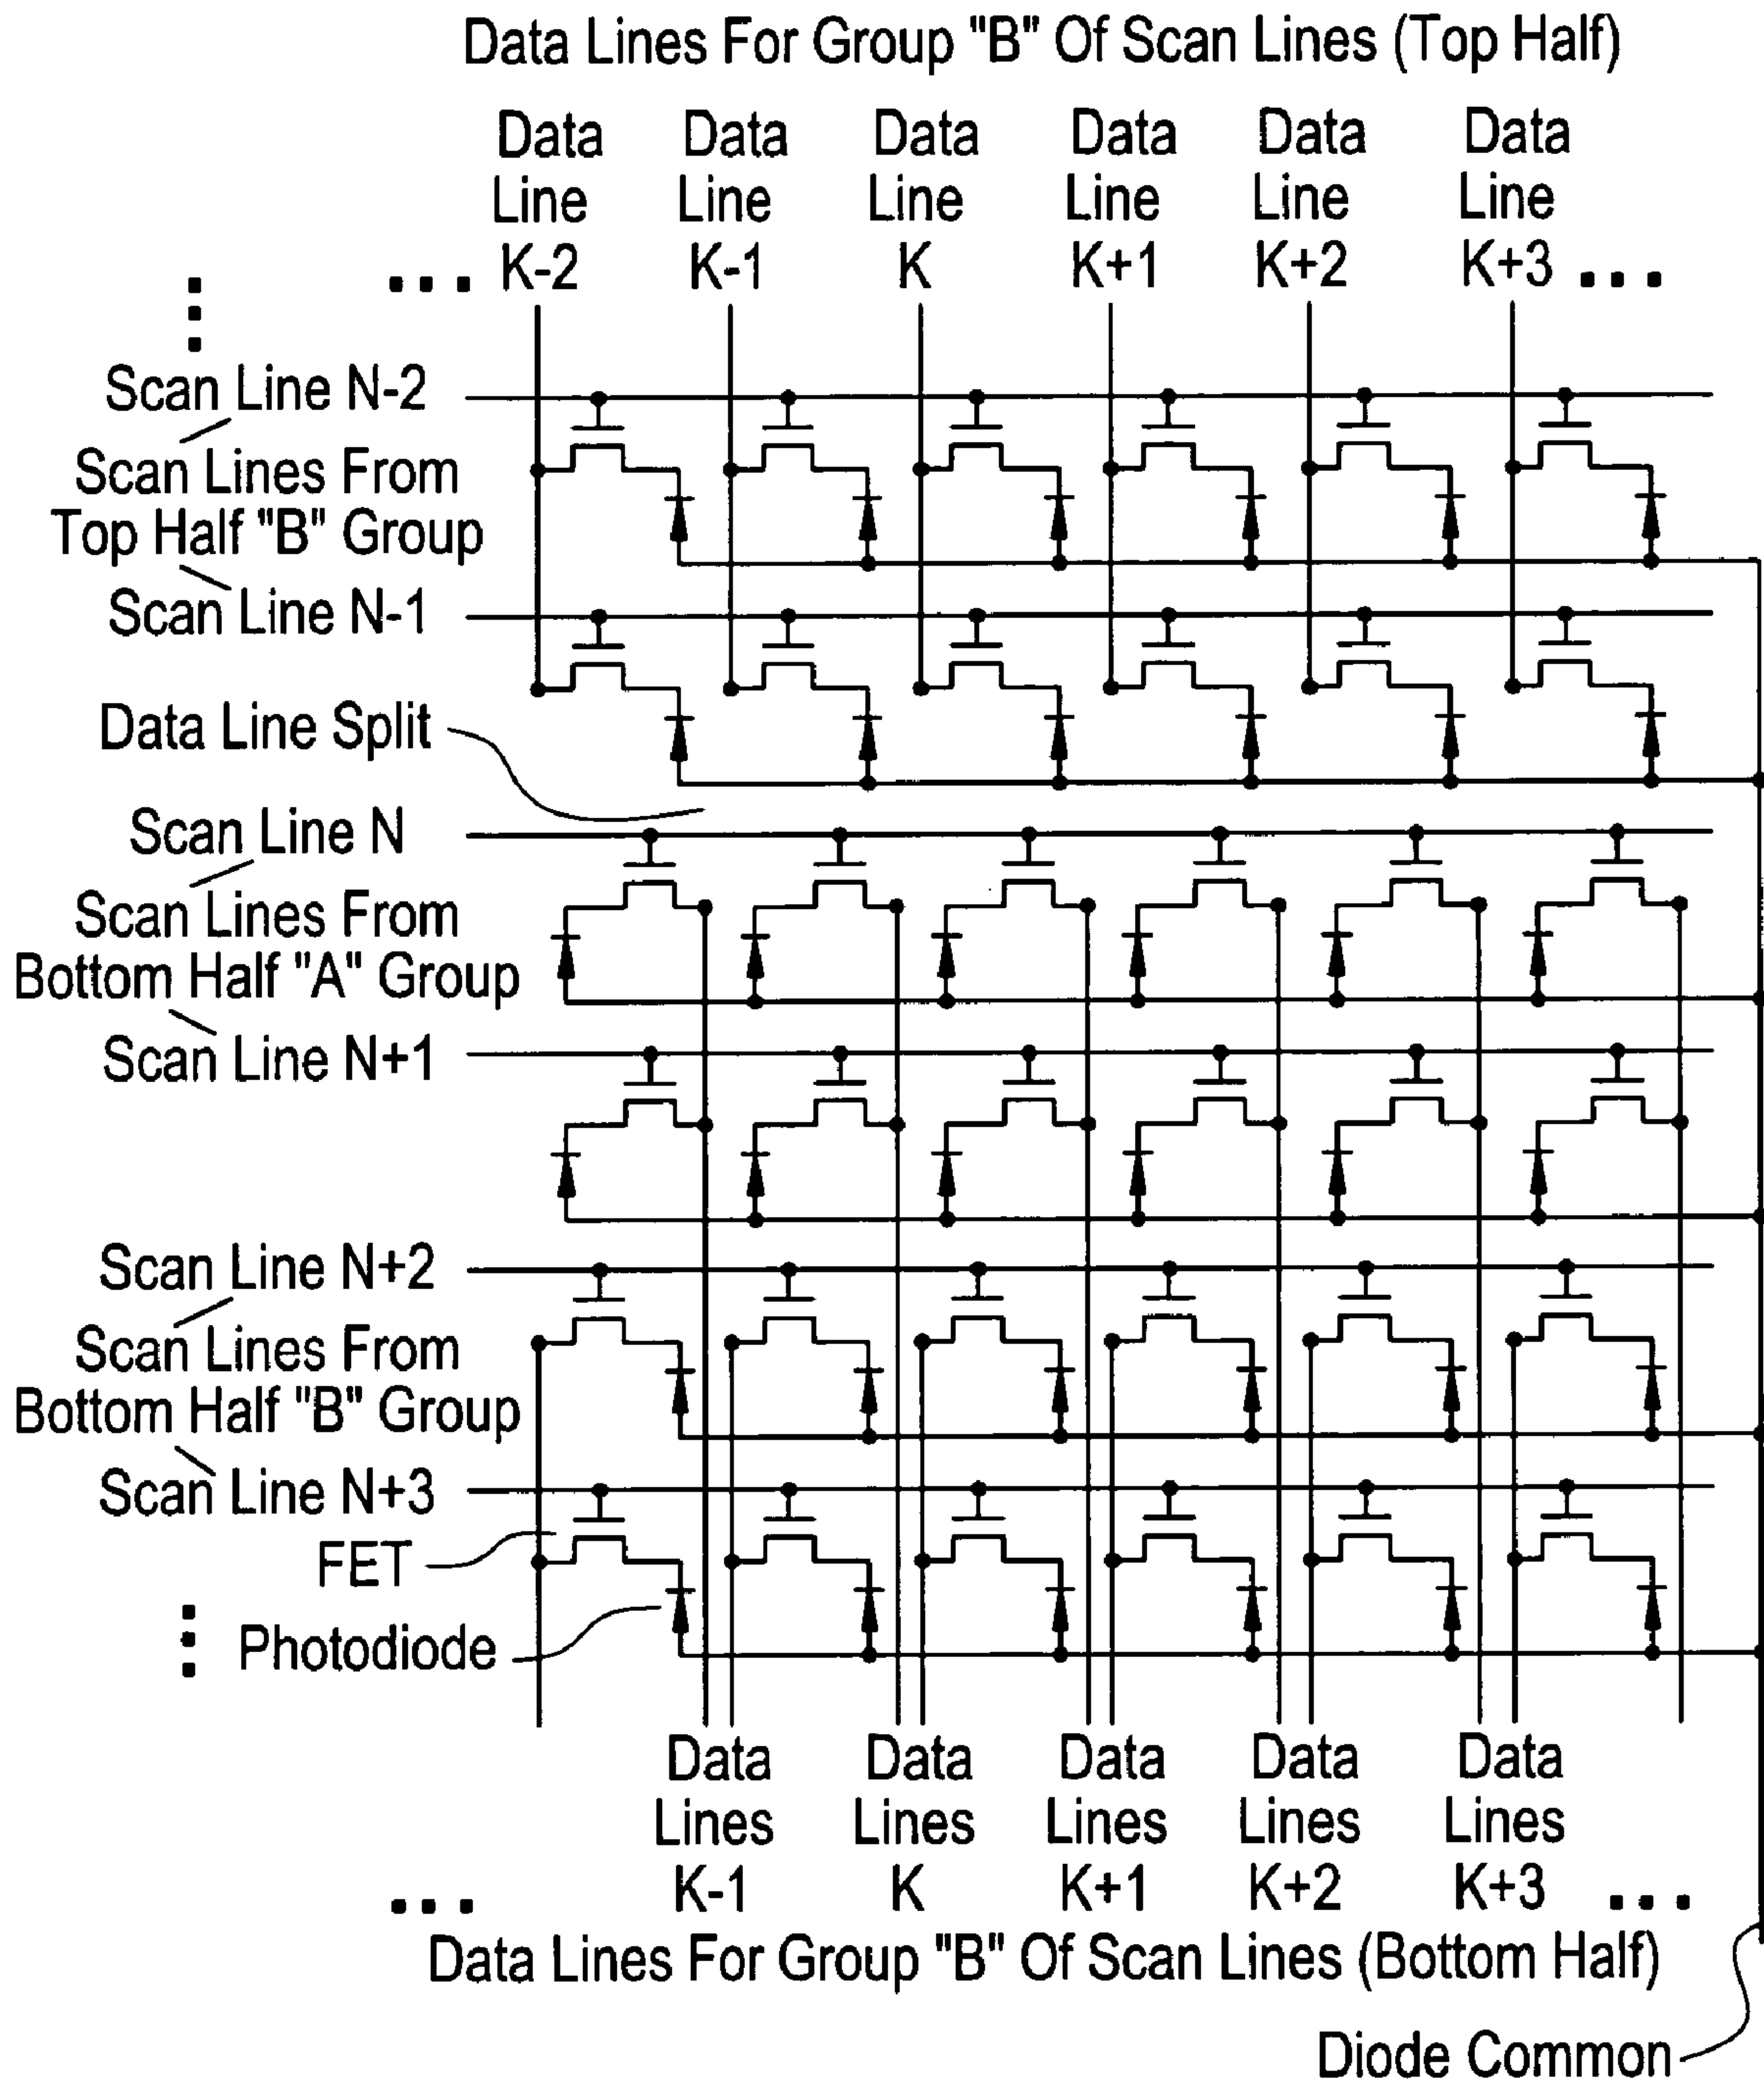 Data Lines For Group "B" Of Scan Lines (Top Half)
Data Line K-2
Data Line K-1
Data Line K
Data Line K+1
Data Line K+2
Data Line K+3
Scan Line N-2
Scan Lines From
Top Half "B" Group
Scan Line N-1
Data Line Split
Scan Line N
Scan Lines From
Bottom Half "A" Group
Scan Line N+1
Scan Line N+2
Scan Lines From
Bottom Half "B" Group
Scan Line N+3
FET
Photodiode
Data Lines K-1
Data Lines K
Data Lines K+1
Data Lines K+2
Data Lines K+3
Data Lines For Group "B" Of Scan Lines (Bottom Half)
Diode Common